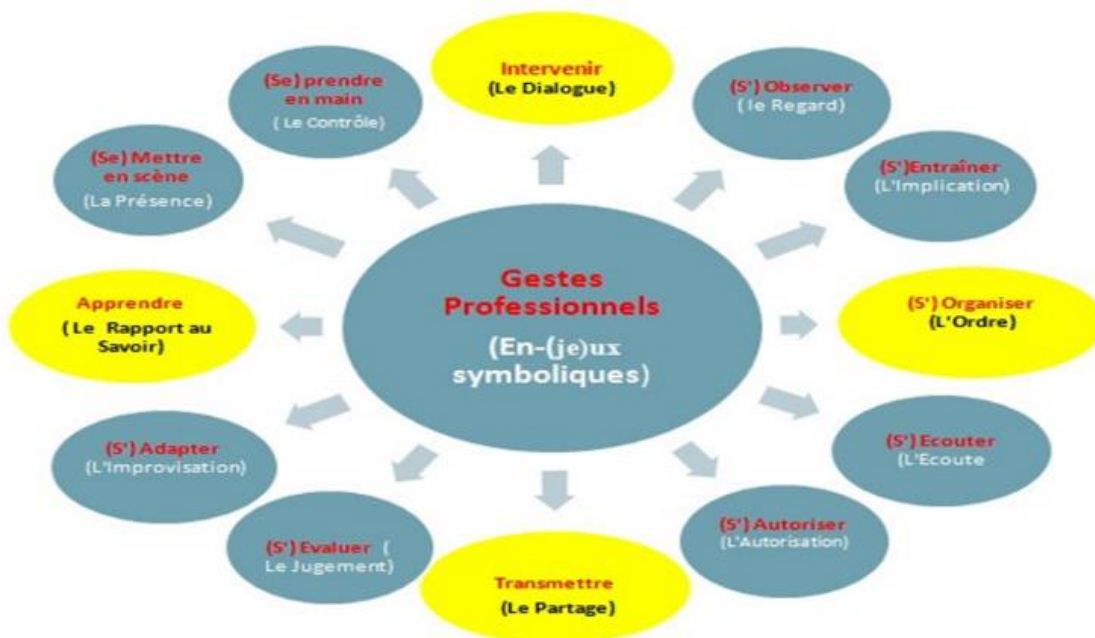 Intervenir
(Le Dialogue)
(S') Observer
( le Regard)
(S')Entraîner
(L'Implication)
(S') Organiser
(L'Ordre)
(S') Ecouter
(L'Ecoute
(S') Autoriser
(L'Autorisation)
Transmettre
(Le Partage)
(S') Evaluer (
Le Jugement)
(S') Adapter
(L'Improvisation)
Apprendre
( Le Rapport au
Savoir)
(Se) Mettre
en scène
(La Présence)
(Se) prendre
en main
( Le Contrôle)
Gestes
Professionnels
(En-(je)ux
symboliques)